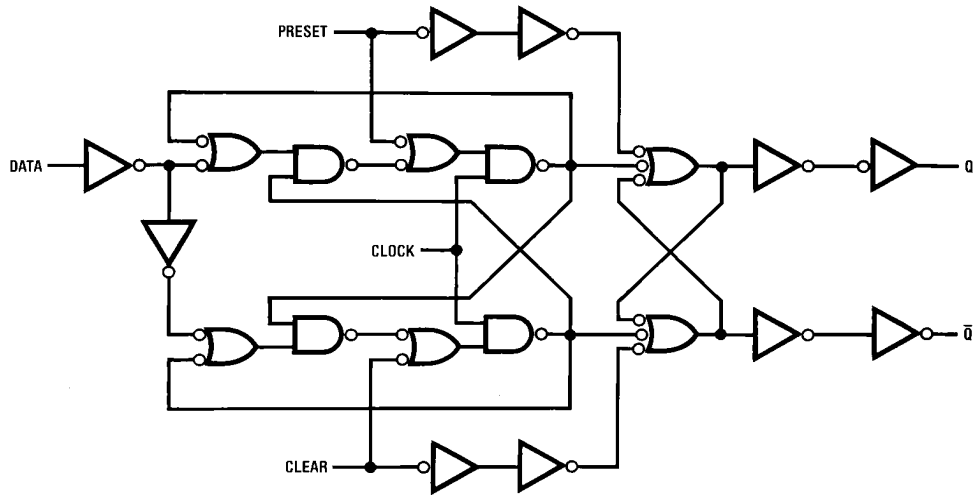 PRESET
DATA
Q
CLOCK
Q̅
CLEAR